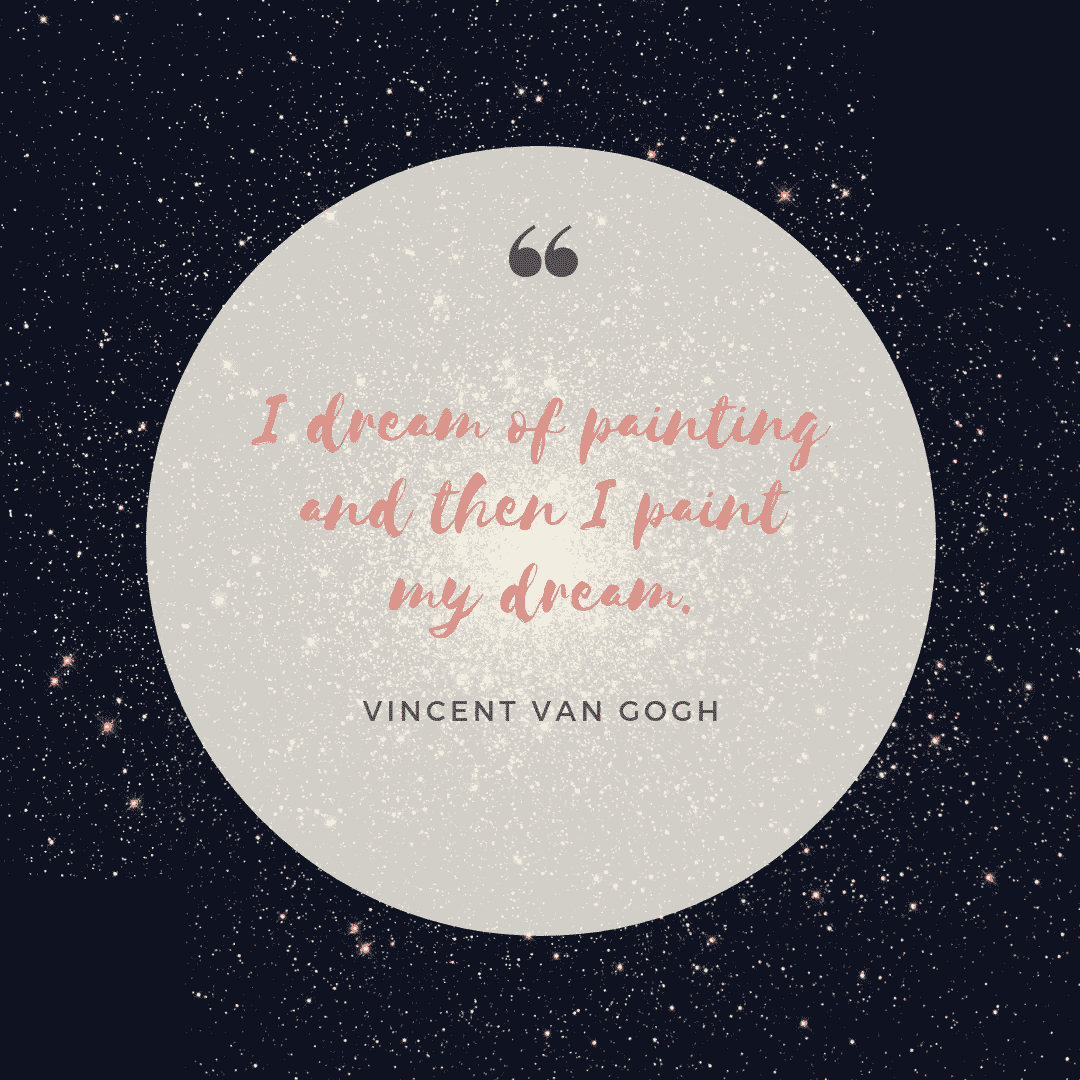 “
I dream of painting
and then I paint
my dream.
VINCENT VAN GOGH